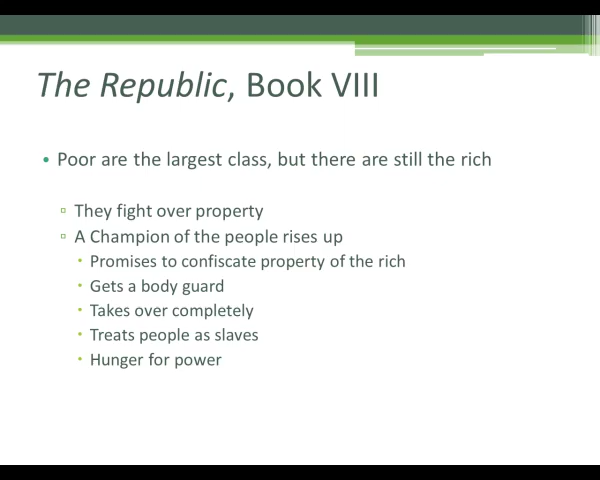 The Republic, Book VIII
• Poor are the largest class, but there are still the rich
▫ They fight over property
▫ A Champion of the people rises up
• Promises to confiscate property of the rich
• Gets a body guard
• Takes over completely
• Treats people as slaves
• Hunger for power